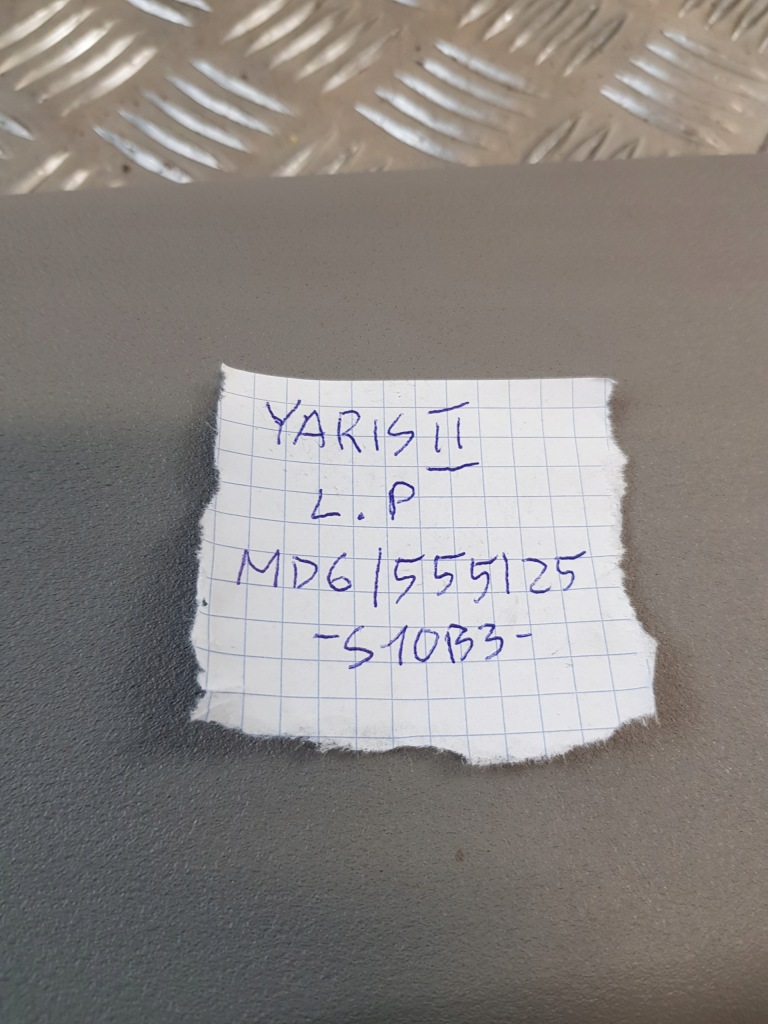 YARIS II
L.P
MD6/555/25
-S10B3-